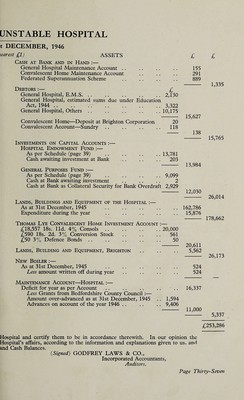 UNSTABLE HOSPITAL
t DECEMBER, 1946
nearest £) ASSETS £ £
CASH AT BANK AND IN HAND :—
General Hospital Maintenance Account .. 155
Convalescent Home Maintenance Account 291
Federated Superannuation Scheme .. 889
1,335
DEBTORS :— £
General Hospital, E.M.S. .. 2,130
General Hospital, estimated sums due under Education
Act, 1944 .. 3,322
General Hospital, Others .. 10,175
15,627
Convalescent Home—Deposit at Brighton Corporation 20
Convalescent Account—Sundry .. 118
138
15,765
INVESTMENTS ON CAPITAL ACCOUNTS :—
HOSPITAL ENDOWMENT FUND :—
As per Schedule (page 39) .. 13,781
Cash awaiting investment at Bank 203
13,984
GENERAL PURPOSES FUND :—
As per Schedule (page 39) .. 9,099
Cash at Bank awaiting investment 2
Cash at Bank as Collateral Security for Bank Overdraft 2,929
12,030
26,014
LANDS, BUILDINGS AND EQUIPMENT OF THE HOSPITAL :—
As at 31st December, 1945 162,786
Expenditure during the year 15,876
178,662
THOMAS LYE CONVALESCENT HOME INVESTMENT ACCOUNT :—
£18,557 18s. 11d. 4% Consols .. 20,000
£590 18s. 2d. 3½% Conversion Stock .. 561
£50 3% Defence Bonds .. 50
20,611
LANDS, BUILDINGS AND EQUIPMENT, BRIGHTON 5,562
26,173
NEW BOILER :—
As at 31st December, 1945 524
Less amount written off during year 524
MAINTENANCE ACCOUNT—HOSPITAL :—
Deficit for year as per Account 16,337
Less Grants from Bedfordshire County Council :—
Amount over-advanced as at 31st December, 1945 1,594
Advances on account of the year 1946 .. 9,406
11,000
5,337
£253,286
Hospital and certify them to be in accordance therewith. In our opinion the
Hospital's affairs, according to the information and explanations given to us, and
and Cash Balances.
(Signed) GODFREY LAWS & CO.,
Incorporated Accountants,
Auditors.
Page Thirty-Seven